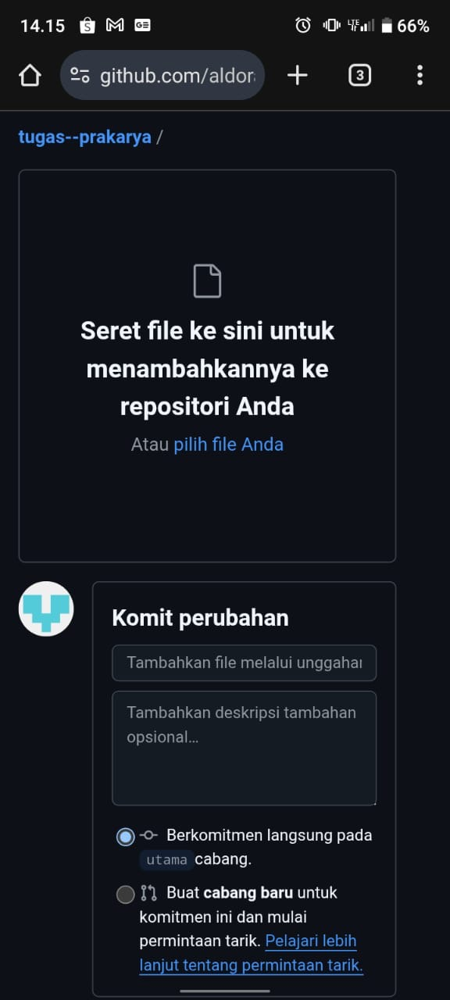 14.15
66%
github.com/aldor
3
tugas--prakarya /
Seret file ke sini untuk
menambahkannya ke
repositori Anda
Atau pilih file Anda
Komit perubahan
Tambahkan file melalui unggahan
Tambahkan deskripsi tambahan
opsional...
Berkomitmen langsung pada
utama cabang.
Buat cabang baru untuk
komitmen ini dan mulai
permintaan tarik. Pelajari lebih
lanjut tentang permintaan tarik.